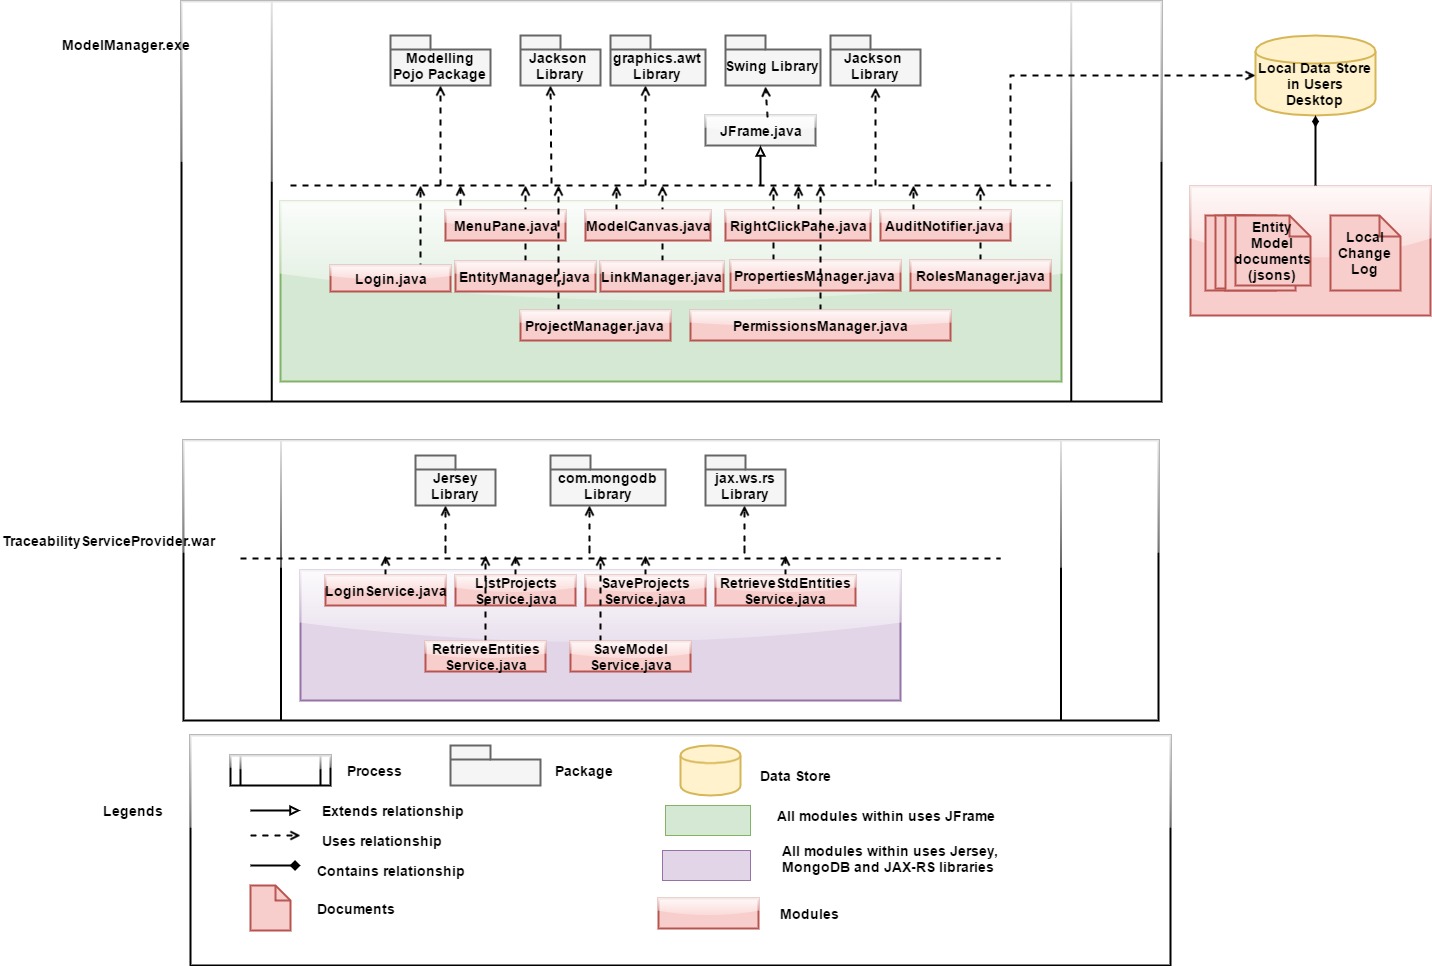 ModelManager.exe
Modelling
Pojo Package
Jackson
Library
graphics.awt
Library
Swing Library
Jackson
Library
JFrame.java
Local Data Store
in Users
Desktop
MenuPane.java
ModelCanvas.java
RightClickPane.java
AuditNotifier.java
Login.java
EntityManager.java
LinkManager.java
PropertiesManager.java
RolesManager.java
ProjectManager.java
PermissionsManager.java
Entity
Model
documents
(jsons)
Local
Change
Log
TraceabilityServiceProvider.war
Jersey
Library
com.mongodb
Library
jax.ws.rs
Library
LoginService.java
ListProjects
Service.java
SaveProjects
Service.java
RetrieveStdEntities
Service.java
RetrieveEntities
Service.java
SaveModel
Service.java
Legends
Process
Package
Data Store
Extends relationship
All modules within uses JFrame
Uses relationship
All modules within uses Jersey,
MongoDB and JAX-RS libraries
Contains relationship
Documents
Modules